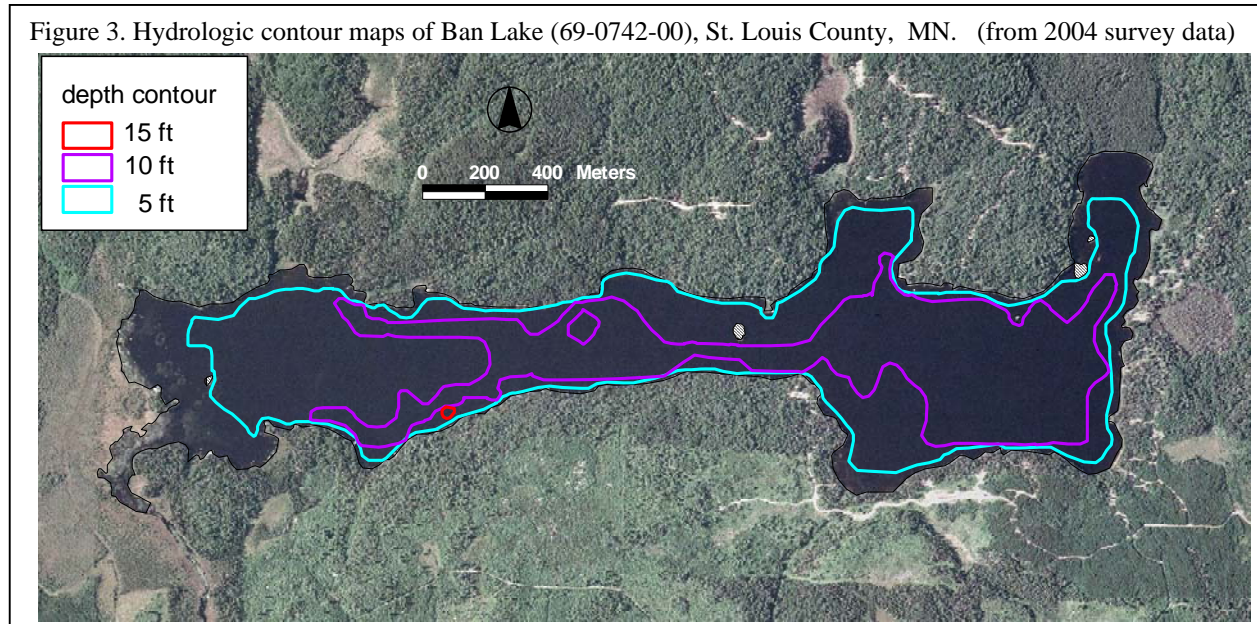 Figure 3. Hydrologic contour maps of Ban Lake (69-0742-00), St. Louis County, MN. (from 2004 survey data)
depth contour
15 ft
10 ft
5 ft
0 200 400 Meters